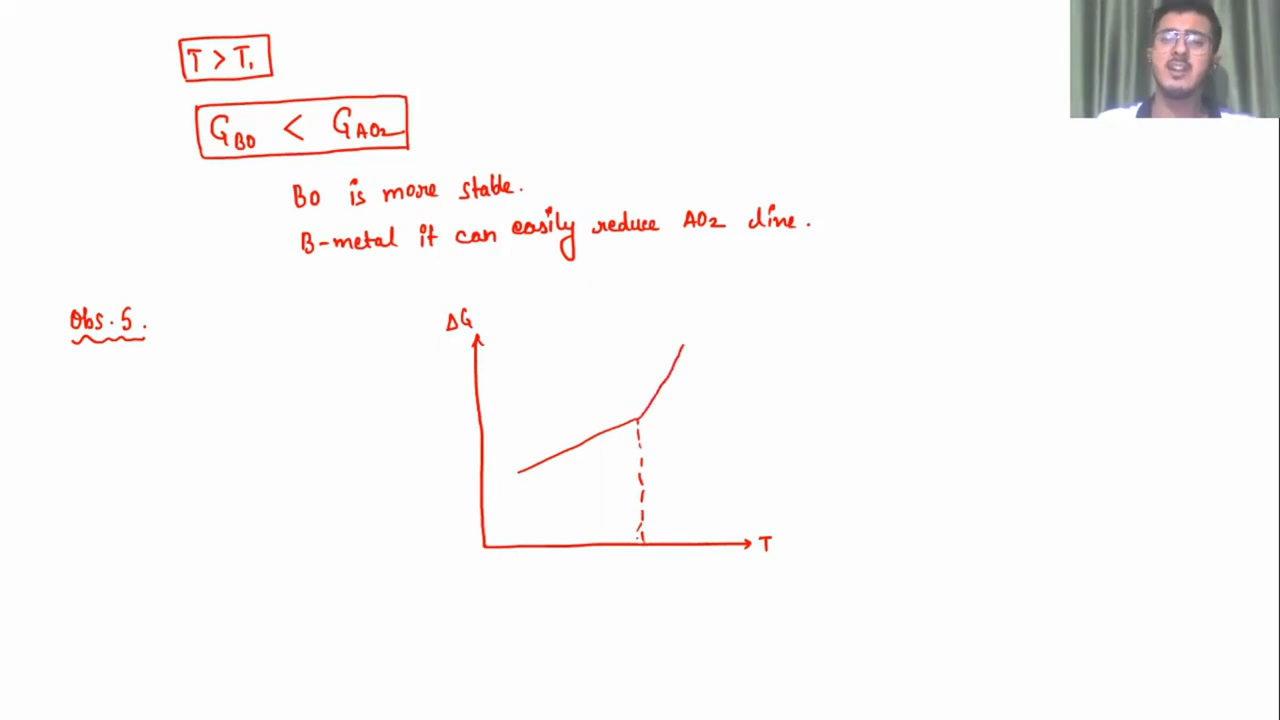 T > T₁
G_BO < G_AO₂
BO is more stable.
B-metal it can easily reduce AO₂ line.
Obs. 5.
ΔG
T